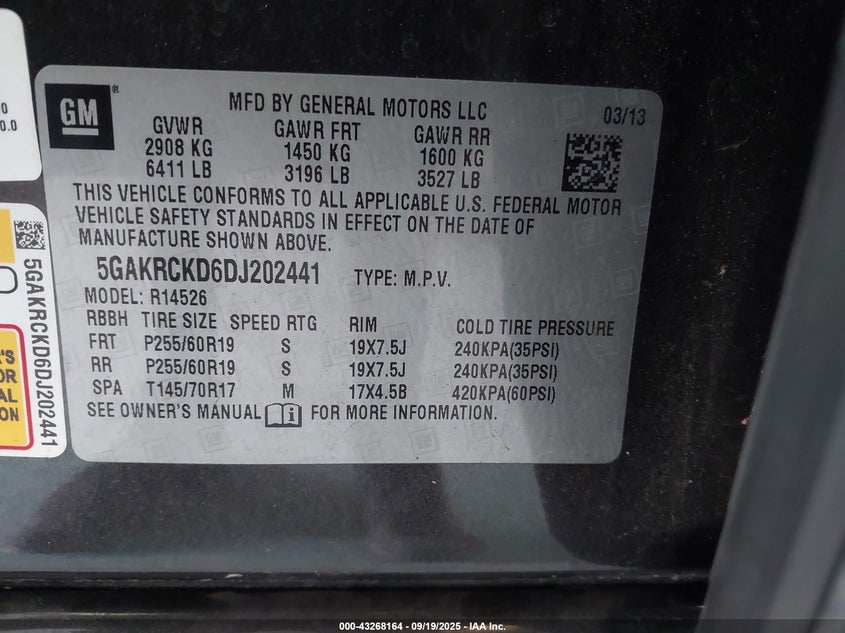 GM
MFD BY GENERAL MOTORS LLC
03/13
GVWR GAWR FRT GAWR RR
2908 KG 1450 KG 1600 KG
6411 LB 3196 LB 3527 LB
THIS VEHICLE CONFORMS TO ALL APPLICABLE U.S. FEDERAL MOTOR
VEHICLE SAFETY STANDARDS IN EFFECT ON THE DATE OF
MANUFACTURE SHOWN ABOVE.
5GAKRCKD6DJ202441 TYPE: M.P.V.
MODEL: R14526
RBBH TIRE SIZE SPEED RTG RIM COLD TIRE PRESSURE
FRT P255/60R19 S 19X7.5J 240KPA(35PSI)
RR P255/60R19 S 19X7.5J 240KPA(35PSI)
SPA T145/70R17 M 17X4.5B 420KPA(60PSI)
SEE OWNER'S MANUAL i FOR MORE INFORMATION.
5GAKRCKD6DJ202441
000-43268164 - 09/19/2025 - IAA Inc.